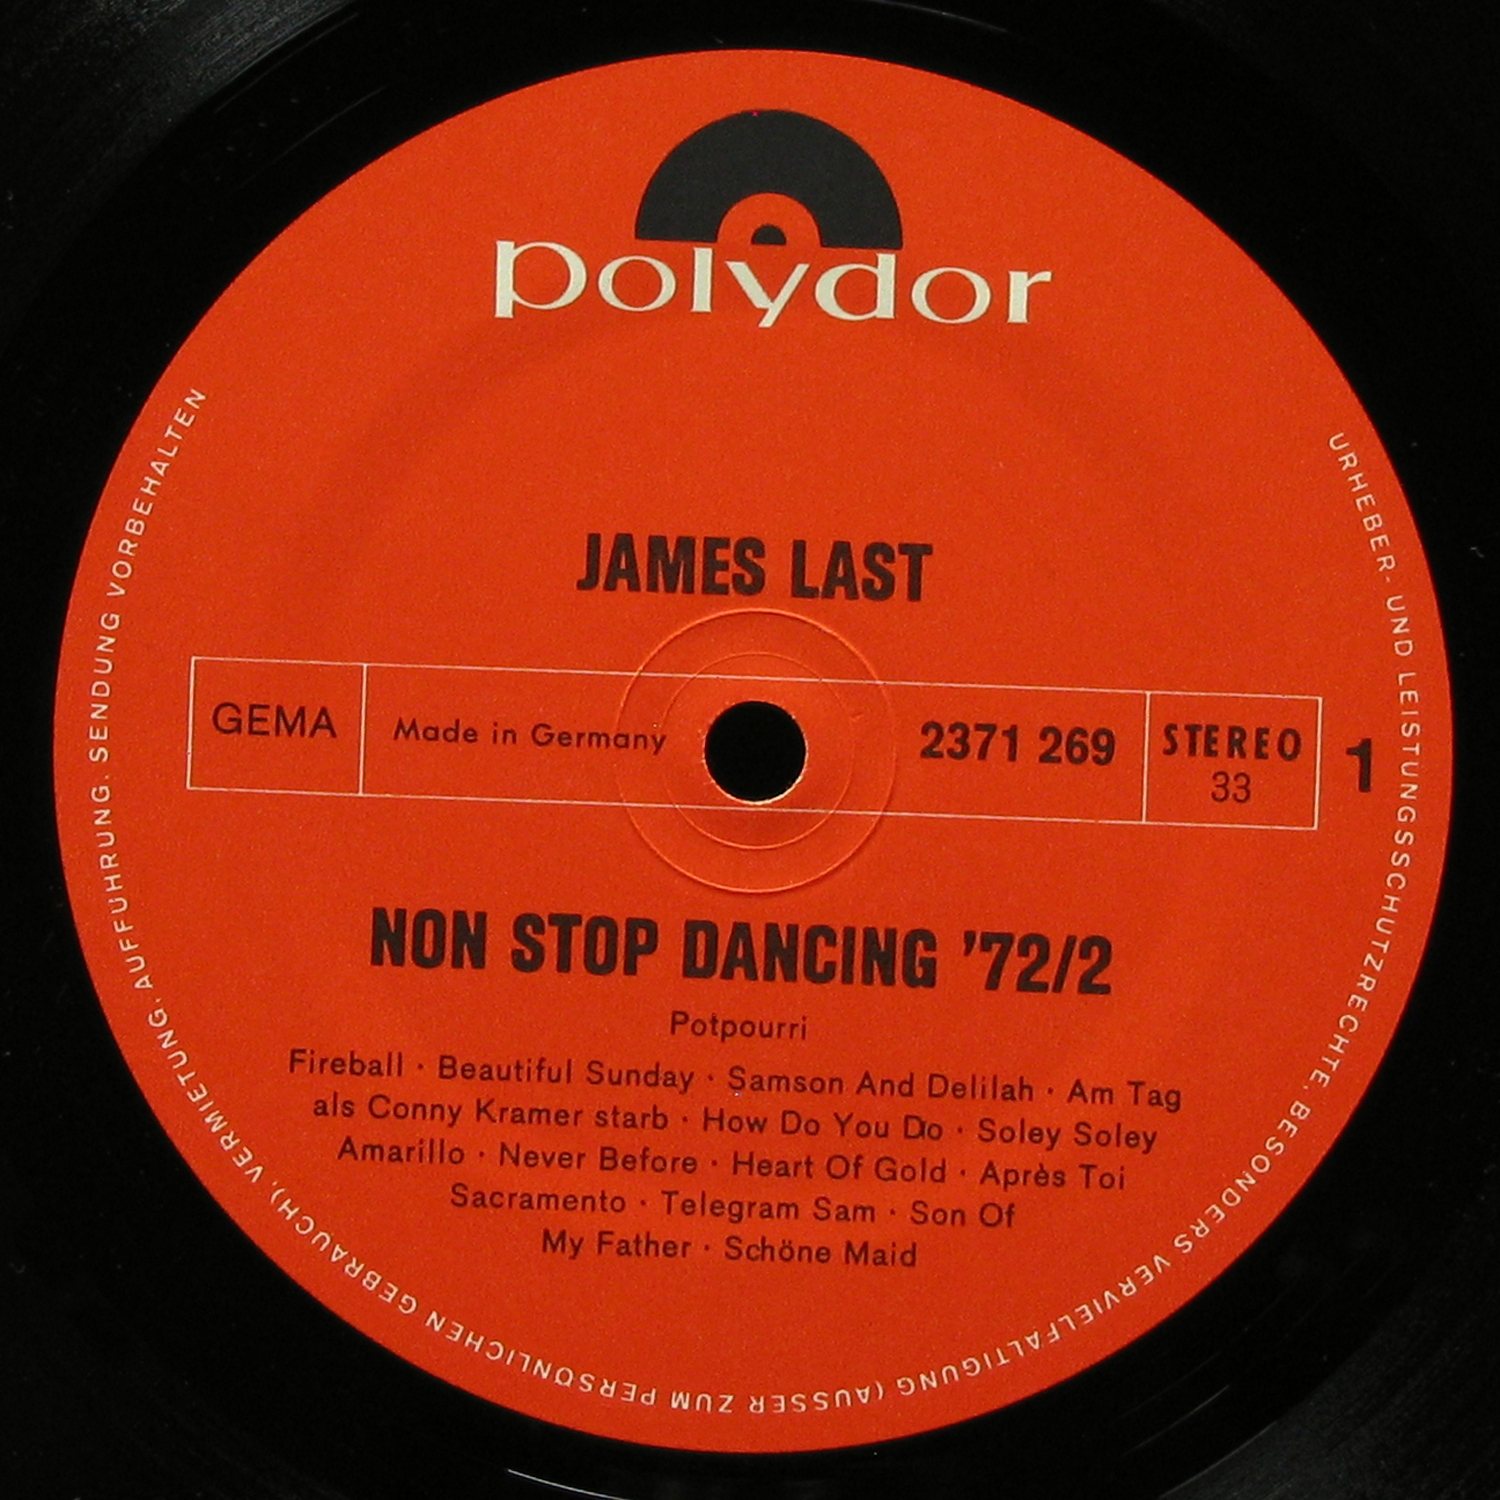 polydor
JAMES LAST
GEMA
Made in Germany
2371 269
STEREO
33
1
NON STOP DANCING '72/2
Potpourri
Fireball · Beautiful Sunday · Samson And Delilah · Am Tag
als Conny Kramer starb · How Do You Do · Soley Soley
Amarillo · Never Before · Heart Of Gold · Après Toi
Sacramento · Telegram Sam · Son Of
My Father · Schöne Maid
URHEBER- UND LEISTUNGSSCHUTZRECHTE, BESONDERS VERVIELFÄLTIGUNG (AUSSER ZUM PERSÖNLICHEN GEBRAUCH), VERMIETUNG, AUFFÜHRUNG, SENDUNG VORBEHALTEN